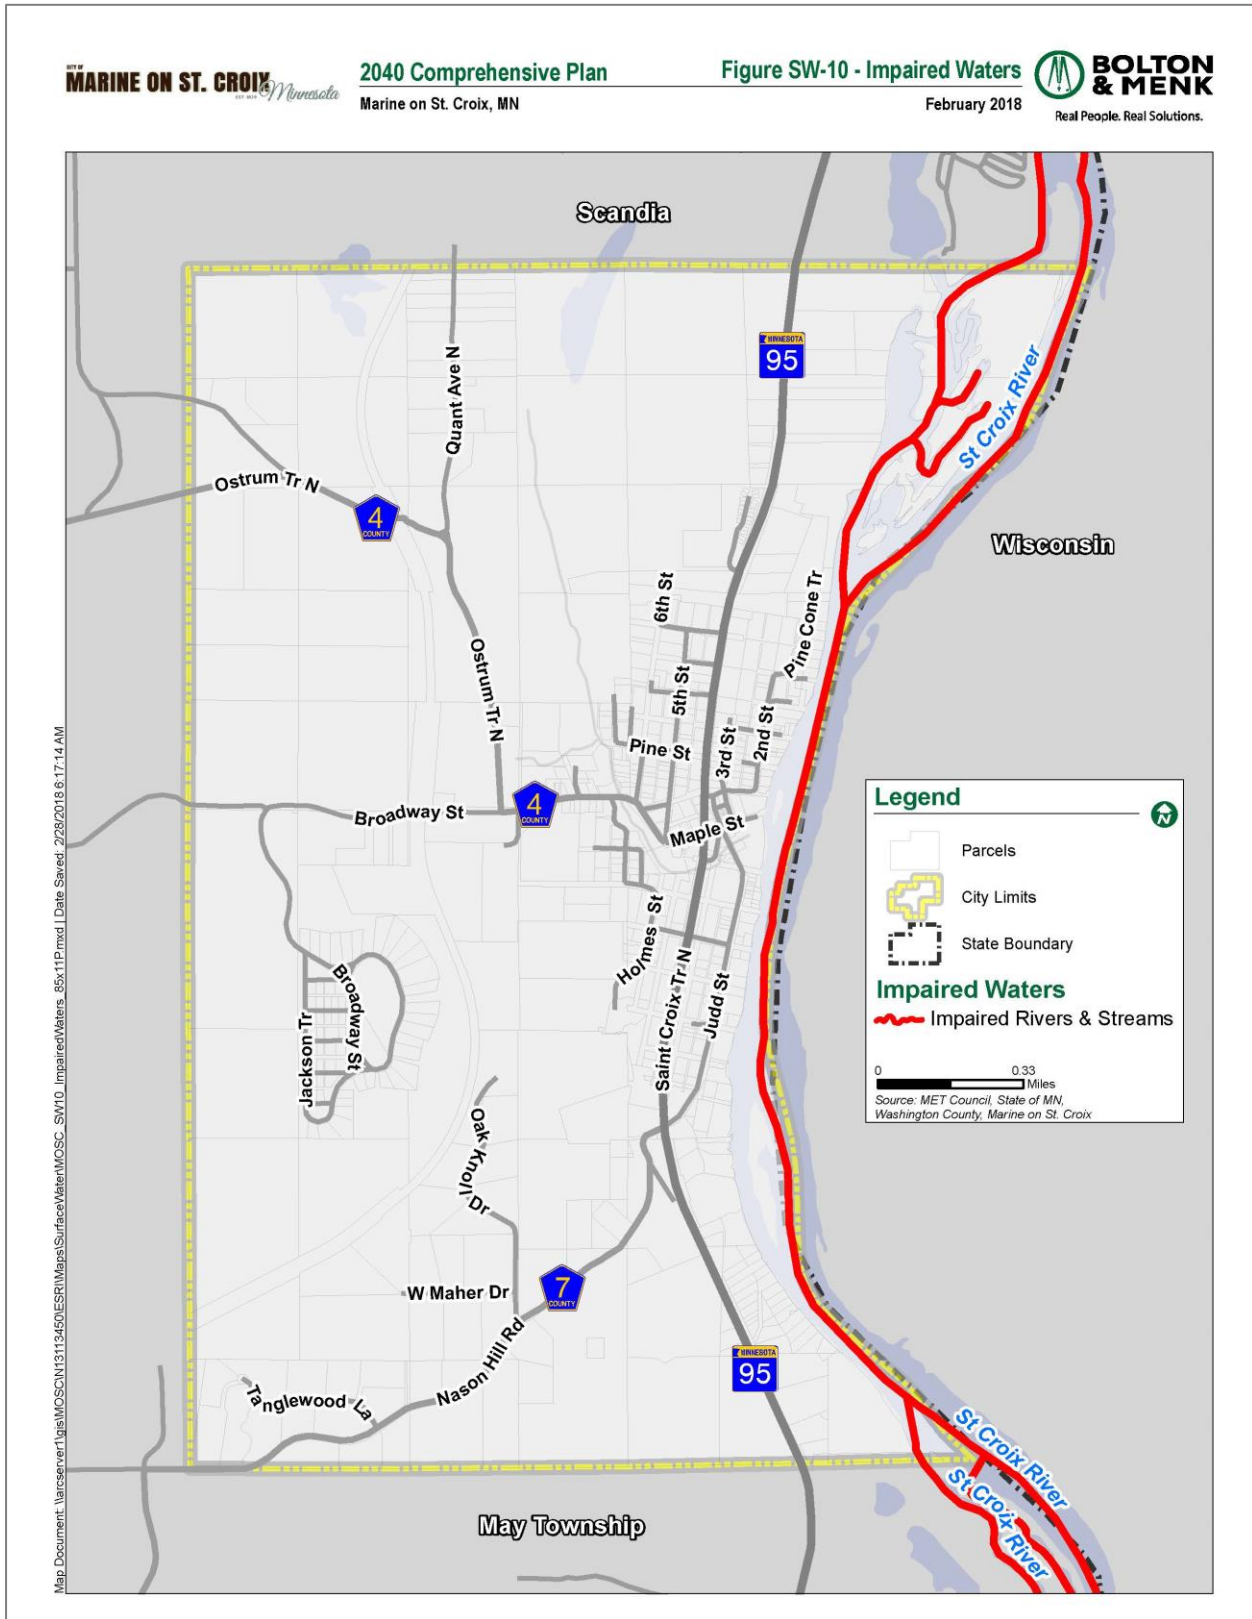 CITY OF
MARINE ON ST. CROIX
EST. 1839 Minnesota
2040 Comprehensive Plan
Marine on St. Croix, MN
Figure SW-10 - Impaired Waters
February 2018
BOLTON
& MENK
Real People. Real Solutions.
Scandia
MINNESOTA
95
Quant Ave N
St Croix River
Ostrum Tr N
4
COUNTY
Wisconsin
6th St
Pine Cone Tr
Ostrum Tr N
5th St
2nd St
3rd St
Pine St
4
COUNTY
Broadway St
Maple St
Legend
N
Parcels
City Limits
State Boundary
Impaired Waters
Impaired Rivers & Streams
0 0.33
Miles
Source: MET Council, State of MN,
Washington County, Marine on St. Croix
Holmes St
Saint Croix Tr N
Judd St
Broadway St
Jackson Tr
Oak Knoll Dr
W Maher Dr
7
COUNTY
Nason Hill Rd
MINNESOTA
95
Tanglewood La
St Croix River
St Croix River
May Township
Map Document: \\arcserver1\gis\MOSC\N13113450\ESRI\Maps\SurfaceWater\MOSC_SW10_ImpairedWaters_85x11P.mxd | Date Saved: 2/28/2018 6:17:14 AM